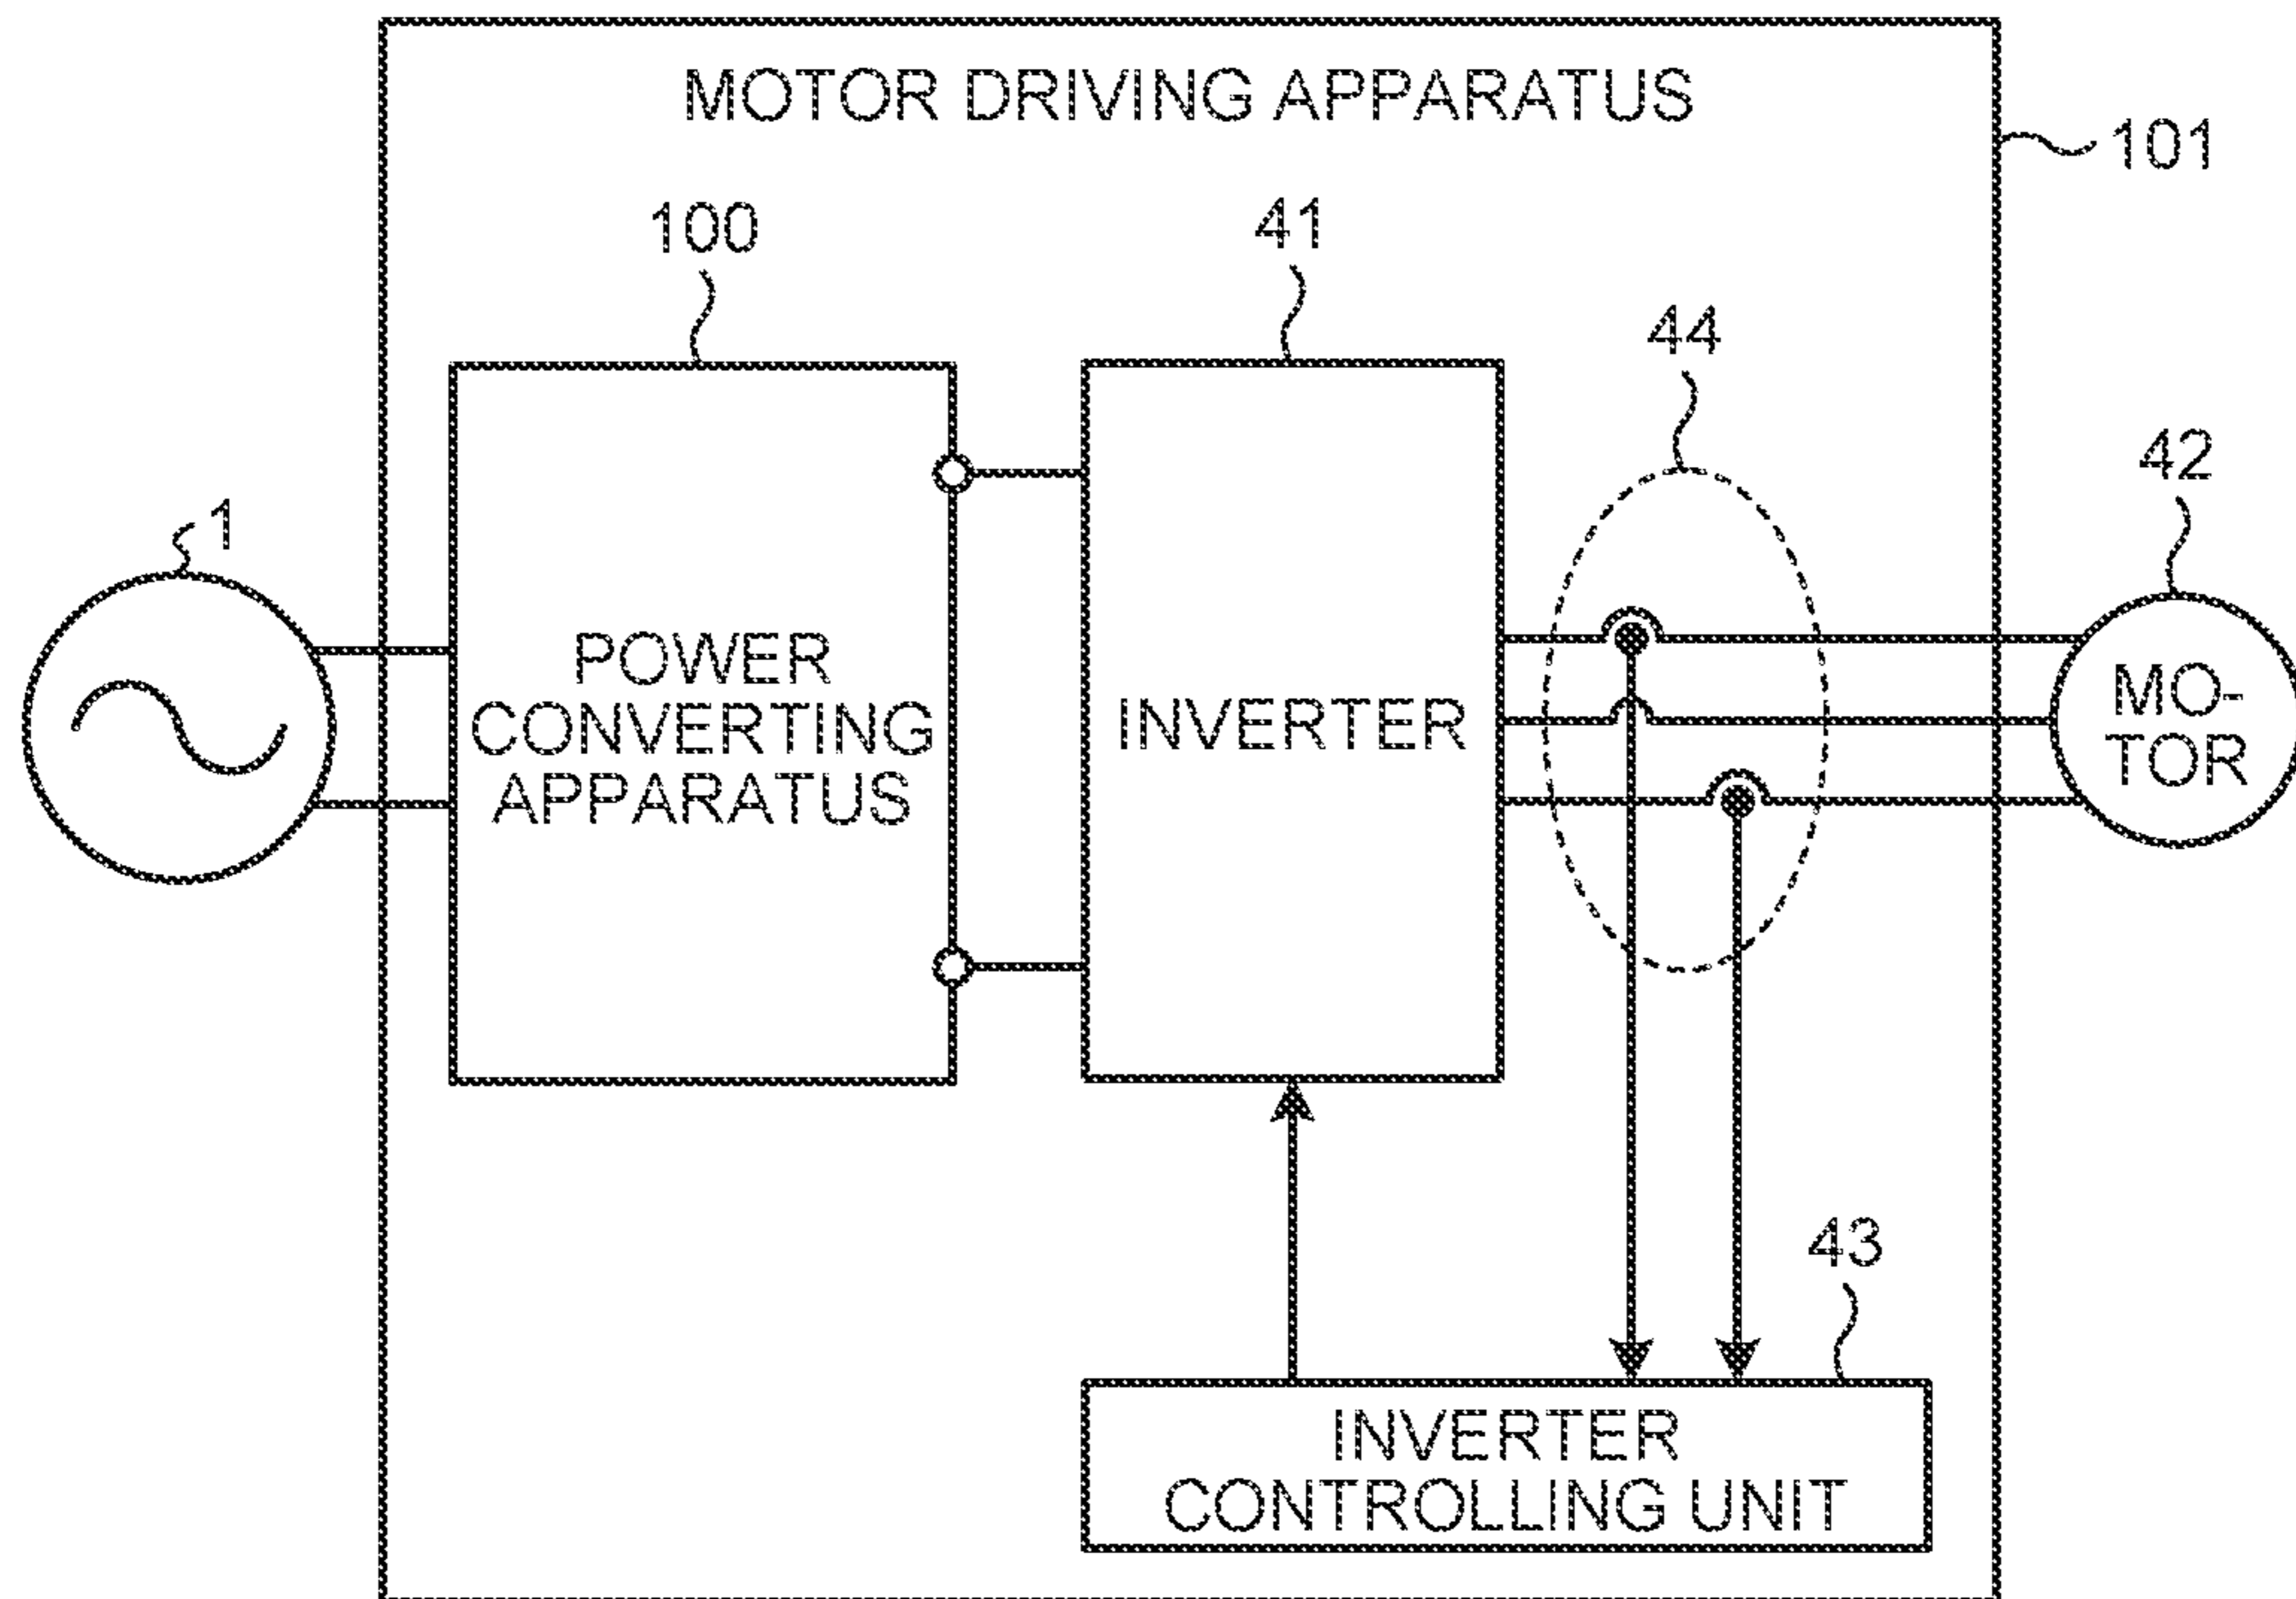 MOTOR DRIVING APPARATUS
101
100
41
44
42
1
POWER
CONVERTING
APPARATUS
INVERTER
MO-
TOR
43
INVERTER
CONTROLLING UNIT